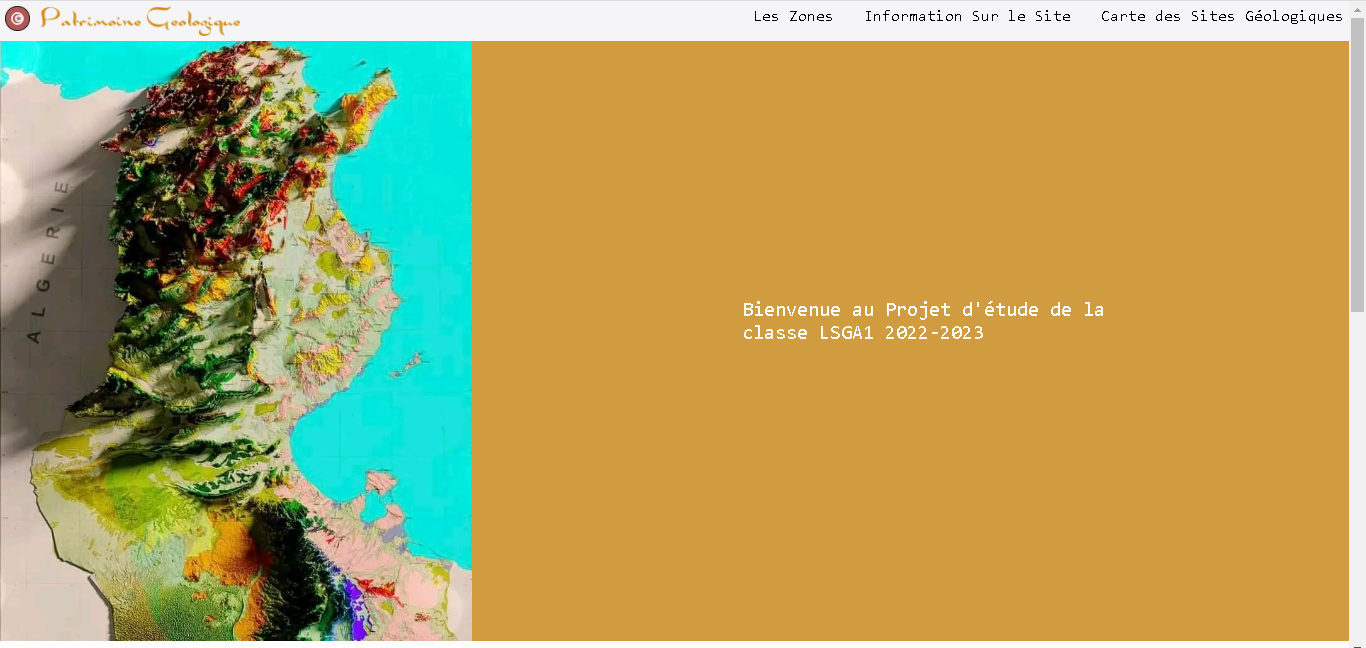 Patrimoine Geologique
Les Zones
Information Sur le Site
Carte des Sites Géologiques
ALGERIE
Bienvenue au Projet d'étude de la
classe LSGA1 2022-2023